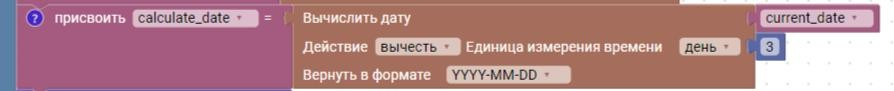 ? присвоить calculate_date = Вычислить дату current_date
Действие вычесть Единица измерения времени день 3
Вернуть в формате YYYY-MM-DD